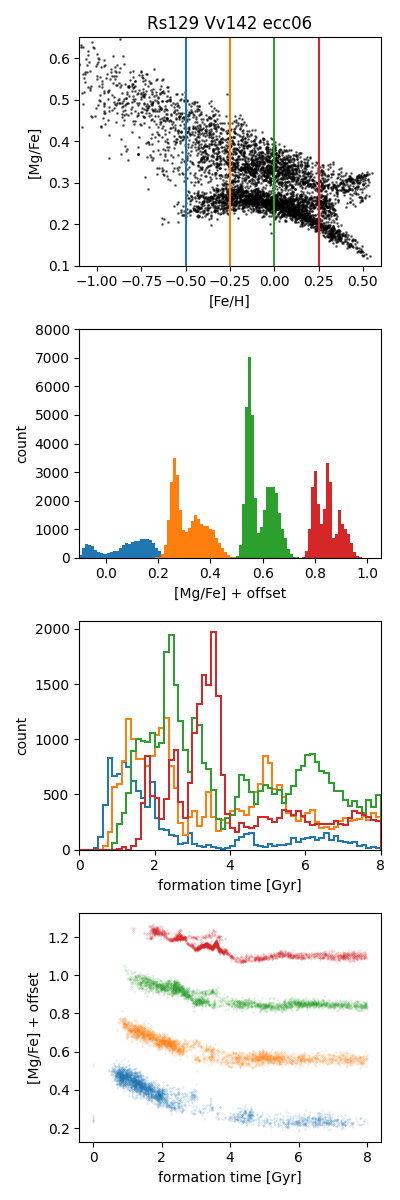 Rs129 Vv142 ecc06
0.6
0.5
0.4
0.3
0.2
0.1
[Mg/Fe]
−1.00 −0.75 −0.50 −0.25 0.00 0.25 0.50
[Fe/H]
8000
7000
6000
5000
4000
3000
2000
1000
0
count
0.0 0.2 0.4 0.6 0.8 1.0
[Mg/Fe] + offset
2000
1500
1000
500
0
count
0 2 4 6 8
formation time [Gyr]
1.2
1.0
0.8
0.6
0.4
0.2
[Mg/Fe] + offset
0 2 4 6 8
formation time [Gyr]